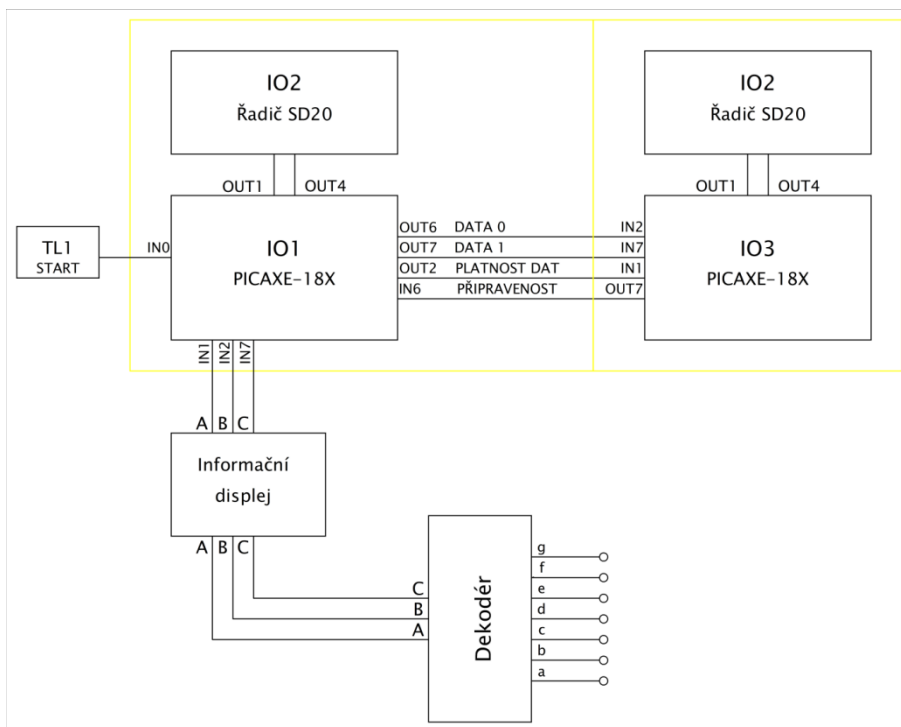 IO2
Řadič SD20
IO2
Řadič SD20
OUT1 OUT4
OUT1 OUT4
TL1
START
IN0
IO1
PICAXE-18X
OUT6 DATA 0 IN2
OUT7 DATA 1 IN7
OUT2 PLATNOST DAT IN1
IN6 PŘIPRAVENOST OUT7
IO3
PICAXE-18X
IN1 IN2 IN7
A B C
Informační
displej
A B C
C
B
A
Dekodér
g
f
e
d
c
b
a